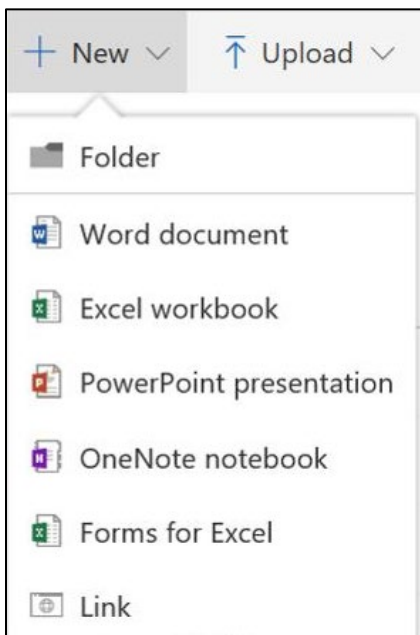 New Upload
Folder
Word document
Excel workbook
PowerPoint presentation
OneNote notebook
Forms for Excel
Link